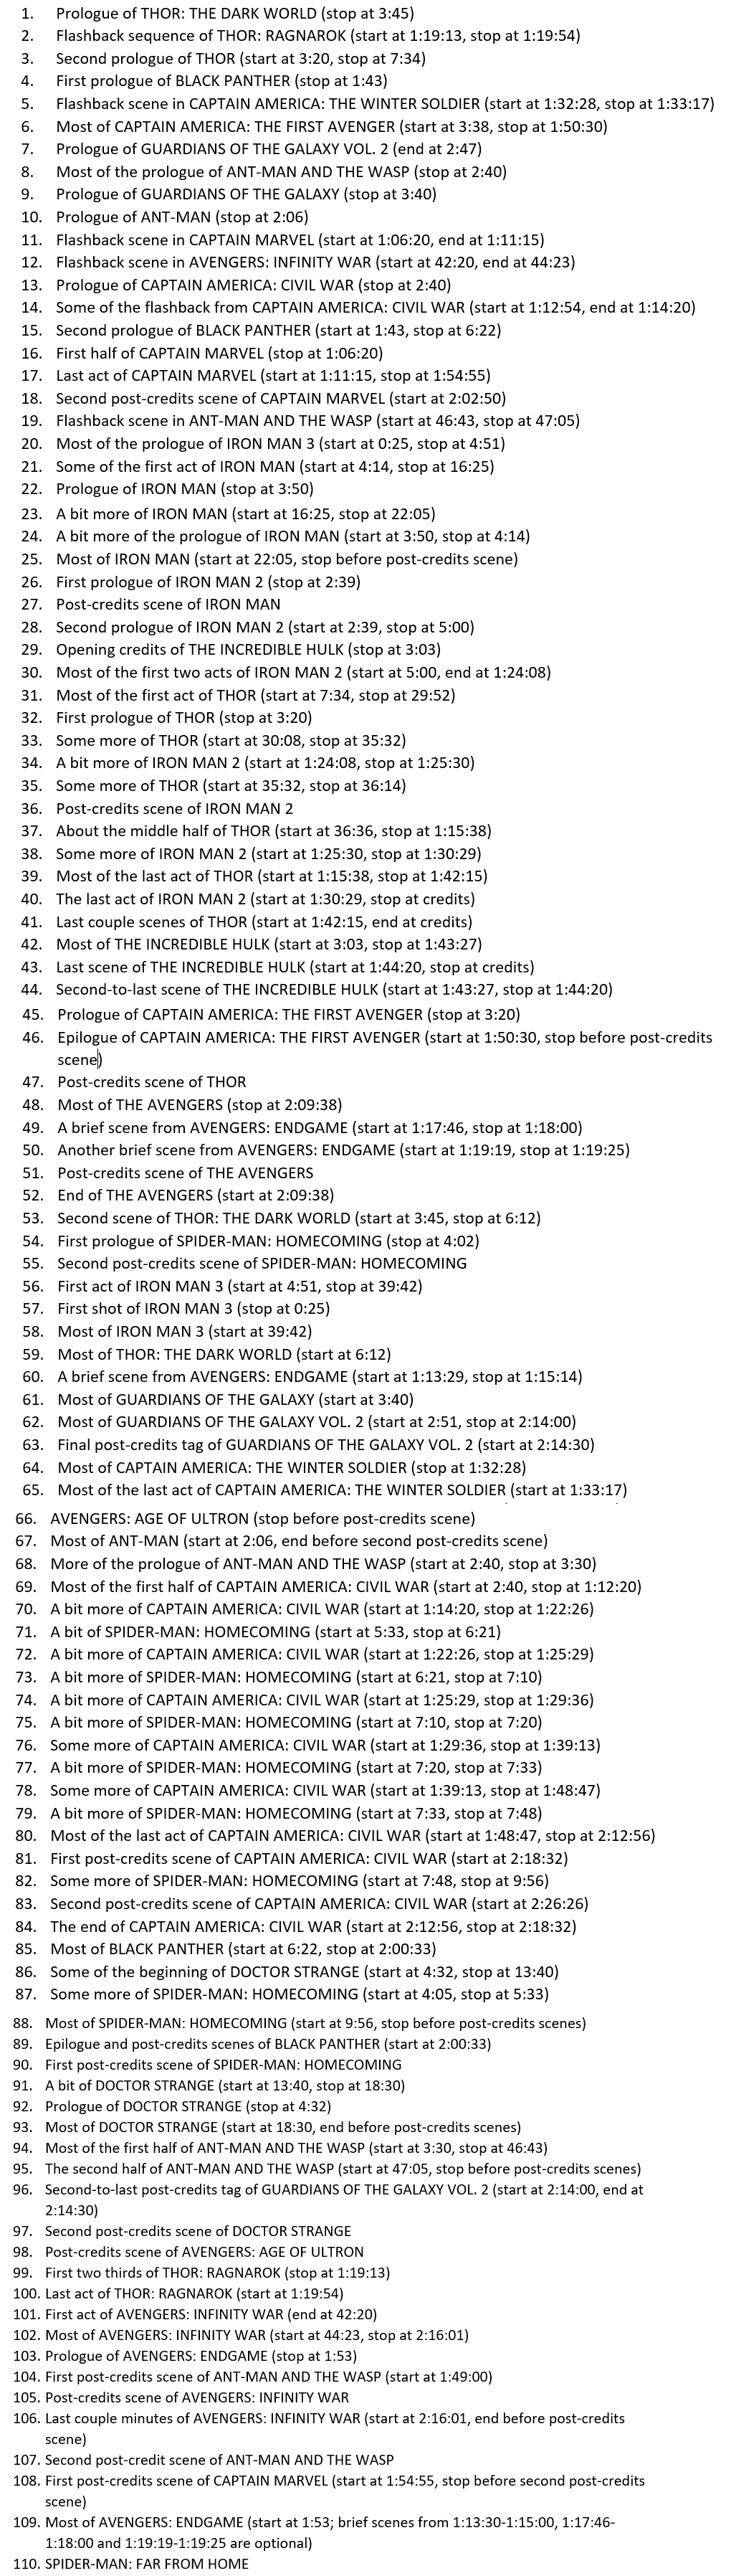 1. Prologue of THOR: THE DARK WORLD (stop at 3:45)
2. Flashback sequence of THOR: RAGNAROK (start at 1:19:13, stop at 1:19:54)
3. Second prologue of THOR (start at 3:20, stop at 7:34)
4. First prologue of BLACK PANTHER (stop at 1:43)
5. Flashback scene in CAPTAIN AMERICA: THE WINTER SOLDIER (start at 1:32:28, stop at 1:33:17)
6. Most of CAPTAIN AMERICA: THE FIRST AVENGER (start at 3:38, stop at 1:50:30)
7. Prologue of GUARDIANS OF THE GALAXY VOL. 2 (end at 2:47)
8. Most of the prologue of ANT-MAN AND THE WASP (stop at 2:40)
9. Prologue of GUARDIANS OF THE GALAXY (stop at 3:40)
10. Prologue of ANT-MAN (stop at 2:06)
11. Flashback scene in CAPTAIN MARVEL (start at 1:06:20, end at 1:11:15)
12. Flashback scene in AVENGERS: INFINITY WAR (start at 42:20, end at 44:23)
13. Prologue of CAPTAIN AMERICA: CIVIL WAR (stop at 2:40)
14. Some of the flashback from CAPTAIN AMERICA: CIVIL WAR (start at 1:12:54, end at 1:14:20)
15. Second prologue of BLACK PANTHER (start at 1:43, stop at 6:22)
16. First half of CAPTAIN MARVEL (stop at 1:06:20)
17. Last act of CAPTAIN MARVEL (start at 1:11:15, stop at 1:54:55)
18. Second post-credits scene of CAPTAIN MARVEL (start at 2:02:50)
19. Flashback scene in ANT-MAN AND THE WASP (start at 46:43, stop at 47:05)
20. Most of the prologue of IRON MAN 3 (start at 0:25, stop at 4:51)
21. Some of the first act of IRON MAN (start at 4:14, stop at 16:25)
22. Prologue of IRON MAN (stop at 3:50)
23. A bit more of IRON MAN (start at 16:25, stop at 22:05)
24. A bit more of the prologue of IRON MAN (start at 3:50, stop at 4:14)
25. Most of IRON MAN (start at 22:05, stop before post-credits scene)
26. First prologue of IRON MAN 2 (stop at 2:39)
27. Post-credits scene of IRON MAN
28. Second prologue of IRON MAN 2 (start at 2:39, stop at 5:00)
29. Opening credits of THE INCREDIBLE HULK (stop at 3:03)
30. Most of the first two acts of IRON MAN 2 (start at 5:00, end at 1:24:08)
31. Most of the first act of THOR (start at 7:34, stop at 29:52)
32. First prologue of THOR (stop at 3:20)
33. Some more of THOR (start at 30:08, stop at 35:32)
34. A bit more of IRON MAN 2 (start at 1:24:08, stop at 1:25:30)
35. Some more of THOR (start at 35:32, stop at 36:14)
36. Post-credits scene of IRON MAN 2
37. About the middle half of THOR (start at 36:36, stop at 1:15:38)
38. Some more of IRON MAN 2 (start at 1:25:30, stop at 1:30:29)
39. Most of the last act of THOR (start at 1:15:38, stop at 1:42:15)
40. The last act of IRON MAN 2 (start at 1:30:29, stop at credits)
41. Last couple scenes of THOR (start at 1:42:15, end at credits)
42. Most of THE INCREDIBLE HULK (start at 3:03, stop at 1:43:27)
43. Last scene of THE INCREDIBLE HULK (start at 1:44:20, stop at credits)
44. Second-to-last scene of THE INCREDIBLE HULK (start at 1:43:27, stop at 1:44:20)
45. Prologue of CAPTAIN AMERICA: THE FIRST AVENGER (stop at 3:20)
46. Epilogue of CAPTAIN AMERICA: THE FIRST AVENGER (start at 1:50:30, stop before post-credits
scene)
47. Post-credits scene of THOR
48. Most of THE AVENGERS (stop at 2:09:38)
49. A brief scene from AVENGERS: ENDGAME (start at 1:17:46, stop at 1:18:00)
50. Another brief scene from AVENGERS: ENDGAME (start at 1:19:19, stop at 1:19:25)
51. Post-credits scene of THE AVENGERS
52. End of THE AVENGERS (start at 2:09:38)
53. Second scene of THOR: THE DARK WORLD (start at 3:45, stop at 6:12)
54. First prologue of SPIDER-MAN: HOMECOMING (stop at 4:02)
55. Second post-credits scene of SPIDER-MAN: HOMECOMING
56. First act of IRON MAN 3 (start at 4:51, stop at 39:42)
57. First shot of IRON MAN 3 (stop at 0:25)
58. Most of IRON MAN 3 (start at 39:42)
59. Most of THOR: THE DARK WORLD (start at 6:12)
60. A brief scene from AVENGERS: ENDGAME (start at 1:13:29, stop at 1:15:14)
61. Most of GUARDIANS OF THE GALAXY (start at 3:40)
62. Most of GUARDIANS OF THE GALAXY VOL. 2 (start at 2:51, stop at 2:14:00)
63. Final post-credits tag of GUARDIANS OF THE GALAXY VOL. 2 (start at 2:14:30)
64. Most of CAPTAIN AMERICA: THE WINTER SOLDIER (stop at 1:32:28)
65. Most of the last act of CAPTAIN AMERICA: THE WINTER SOLDIER (start at 1:33:17)
66. AVENGERS: AGE OF ULTRON (stop before post-credits scene)
67. Most of ANT-MAN (start at 2:06, end before second post-credits scene)
68. More of the prologue of ANT-MAN AND THE WASP (start at 2:40, stop at 3:30)
69. Most of the first half of CAPTAIN AMERICA: CIVIL WAR (start at 2:40, stop at 1:12:20)
70. A bit more of CAPTAIN AMERICA: CIVIL WAR (start at 1:14:20, stop at 1:22:26)
71. A bit of SPIDER-MAN: HOMECOMING (start at 5:33, stop at 6:21)
72. A bit more of CAPTAIN AMERICA: CIVIL WAR (start at 1:22:26, stop at 1:25:29)
73. A bit more of SPIDER-MAN: HOMECOMING (start at 6:21, stop at 7:10)
74. A bit more of CAPTAIN AMERICA: CIVIL WAR (start at 1:25:29, stop at 1:29:36)
75. A bit more of SPIDER-MAN: HOMECOMING (start at 7:10, stop at 7:20)
76. Some more of CAPTAIN AMERICA: CIVIL WAR (start at 1:29:36, stop at 1:39:13)
77. A bit more of SPIDER-MAN: HOMECOMING (start at 7:20, stop at 7:33)
78. Some more of CAPTAIN AMERICA: CIVIL WAR (start at 1:39:13, stop at 1:48:47)
79. A bit more of SPIDER-MAN: HOMECOMING (start at 7:33, stop at 7:48)
80. Most of the last act of CAPTAIN AMERICA: CIVIL WAR (start at 1:48:47, stop at 2:12:56)
81. First post-credits scene of CAPTAIN AMERICA: CIVIL WAR (start at 2:18:32)
82. Some more of SPIDER-MAN: HOMECOMING (start at 7:48, stop at 9:56)
83. Second post-credits scene of CAPTAIN AMERICA: CIVIL WAR (start at 2:26:26)
84. The end of CAPTAIN AMERICA: CIVIL WAR (start at 2:12:56, stop at 2:18:32)
85. Most of BLACK PANTHER (start at 6:22, stop at 2:00:33)
86. Some of the beginning of DOCTOR STRANGE (start at 4:32, stop at 13:40)
87. Some more of SPIDER-MAN: HOMECOMING (start at 4:05, stop at 5:33)
88. Most of SPIDER-MAN: HOMECOMING (start at 9:56, stop before post-credits scenes)
89. Epilogue and post-credits scenes of BLACK PANTHER (start at 2:00:33)
90. First post-credits scene of SPIDER-MAN: HOMECOMING
91. A bit of DOCTOR STRANGE (start at 13:40, stop at 18:30)
92. Prologue of DOCTOR STRANGE (stop at 4:32)
93. Most of DOCTOR STRANGE (start at 18:30, end before post-credits scenes)
94. Most of the first half of ANT-MAN AND THE WASP (start at 3:30, stop at 46:43)
95. The second half of ANT-MAN AND THE WASP (start at 47:05, stop before post-credits scenes)
96. Second-to-last post-credits tag of GUARDIANS OF THE GALAXY VOL. 2 (start at 2:14:00, end at
2:14:30)
97. Second post-credits scene of DOCTOR STRANGE
98. Post-credits scene of AVENGERS: AGE OF ULTRON
99. First two thirds of THOR: RAGNAROK (stop at 1:19:13)
100. Last act of THOR: RAGNAROK (start at 1:19:54)
101. First act of AVENGERS: INFINITY WAR (end at 42:20)
102. Most of AVENGERS: INFINITY WAR (start at 44:23, stop at 2:16:01)
103. Prologue of AVENGERS: ENDGAME (stop at 1:53)
104. First post-credits scene of ANT-MAN AND THE WASP (start at 1:49:00)
105. Post-credits scene of AVENGERS: INFINITY WAR
106. Last couple minutes of AVENGERS: INFINITY WAR (start at 2:16:01, end before post-credits
scene)
107. Second post-credit scene of ANT-MAN AND THE WASP
108. First post-credits scene of CAPTAIN MARVEL (start at 1:54:55, stop before second post-credits
scene)
109. Most of AVENGERS: ENDGAME (start at 1:53; brief scenes from 1:13:30-1:15:00, 1:17:46-
1:18:00 and 1:19:19-1:19:25 are optional)
110. SPIDER-MAN: FAR FROM HOME